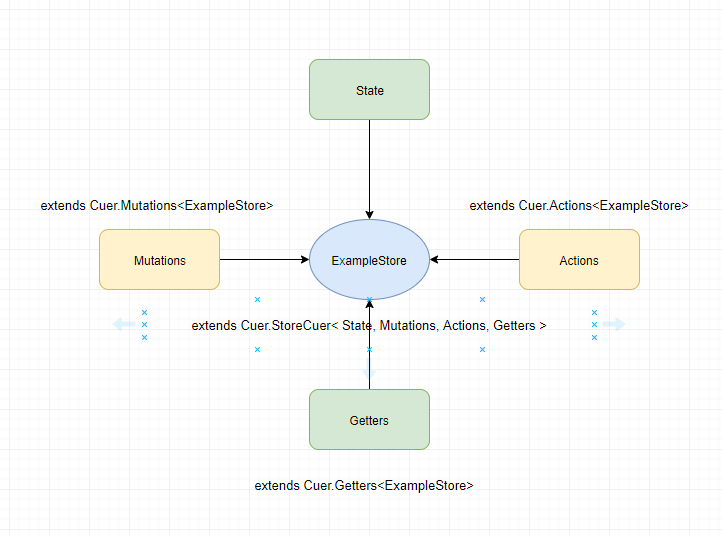 State
extends Cuer.Mutations<ExampleStore>
extends Cuer.Actions<ExampleStore>
Mutations
ExampleStore
Actions
extends Cuer.StoreCuer< State, Mutations, Actions, Getters >
Getters
extends Cuer.Getters<ExampleStore>